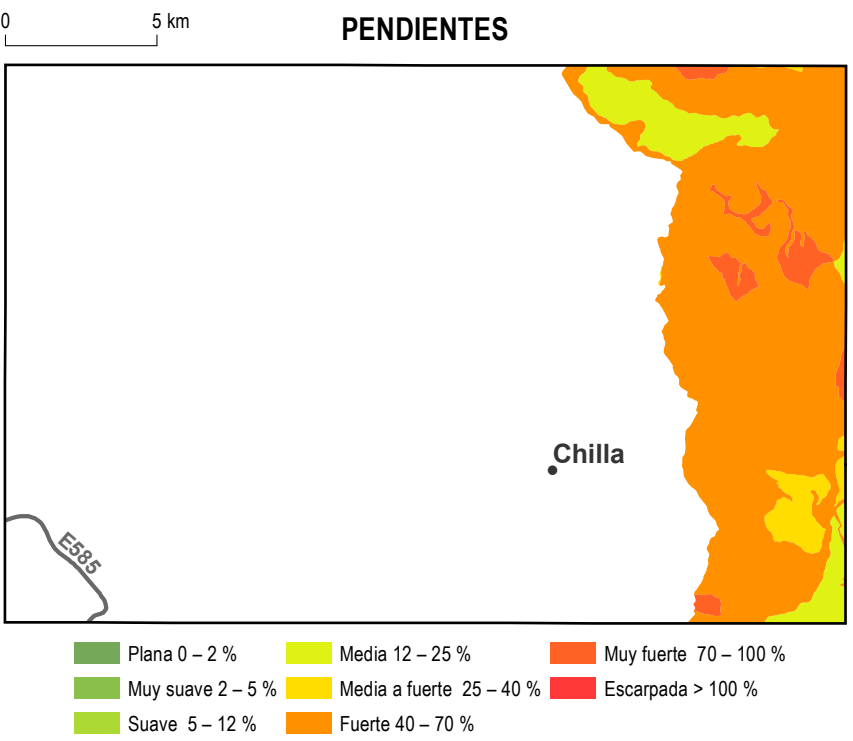 0 5 km
PENDIENTES
Chilla
E585
Plana 0 – 2 %
Muy suave 2 – 5 %
Suave 5 – 12 %
Media 12 – 25 %
Media a fuerte 25 – 40 %
Fuerte 40 – 70 %
Muy fuerte 70 – 100 %
Escarpada > 100 %